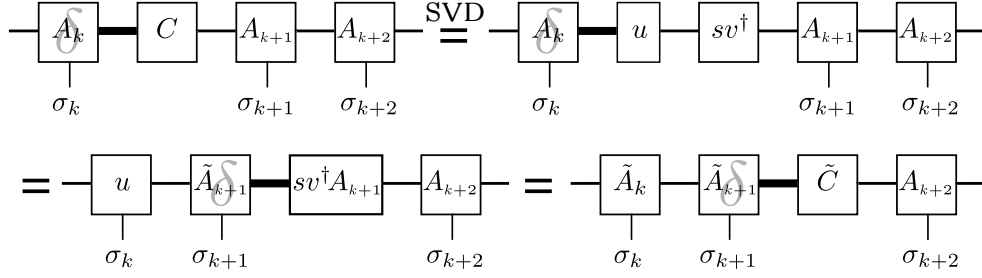 A_k δ C A_{k+1} A_{k+2} SVD = A_k δ u sv† A_{k+1} A_{k+2}
σ_k σ_{k+1} σ_{k+2} σ_k σ_{k+1} σ_{k+2}
= u Ã_{k+1} δ sv†A_{k+1} A_{k+2} = Ã_k Ã_{k+1} δ C̃ A_{k+2}
σ_k σ_{k+1} σ_{k+2} σ_k σ_{k+1} σ_{k+2}